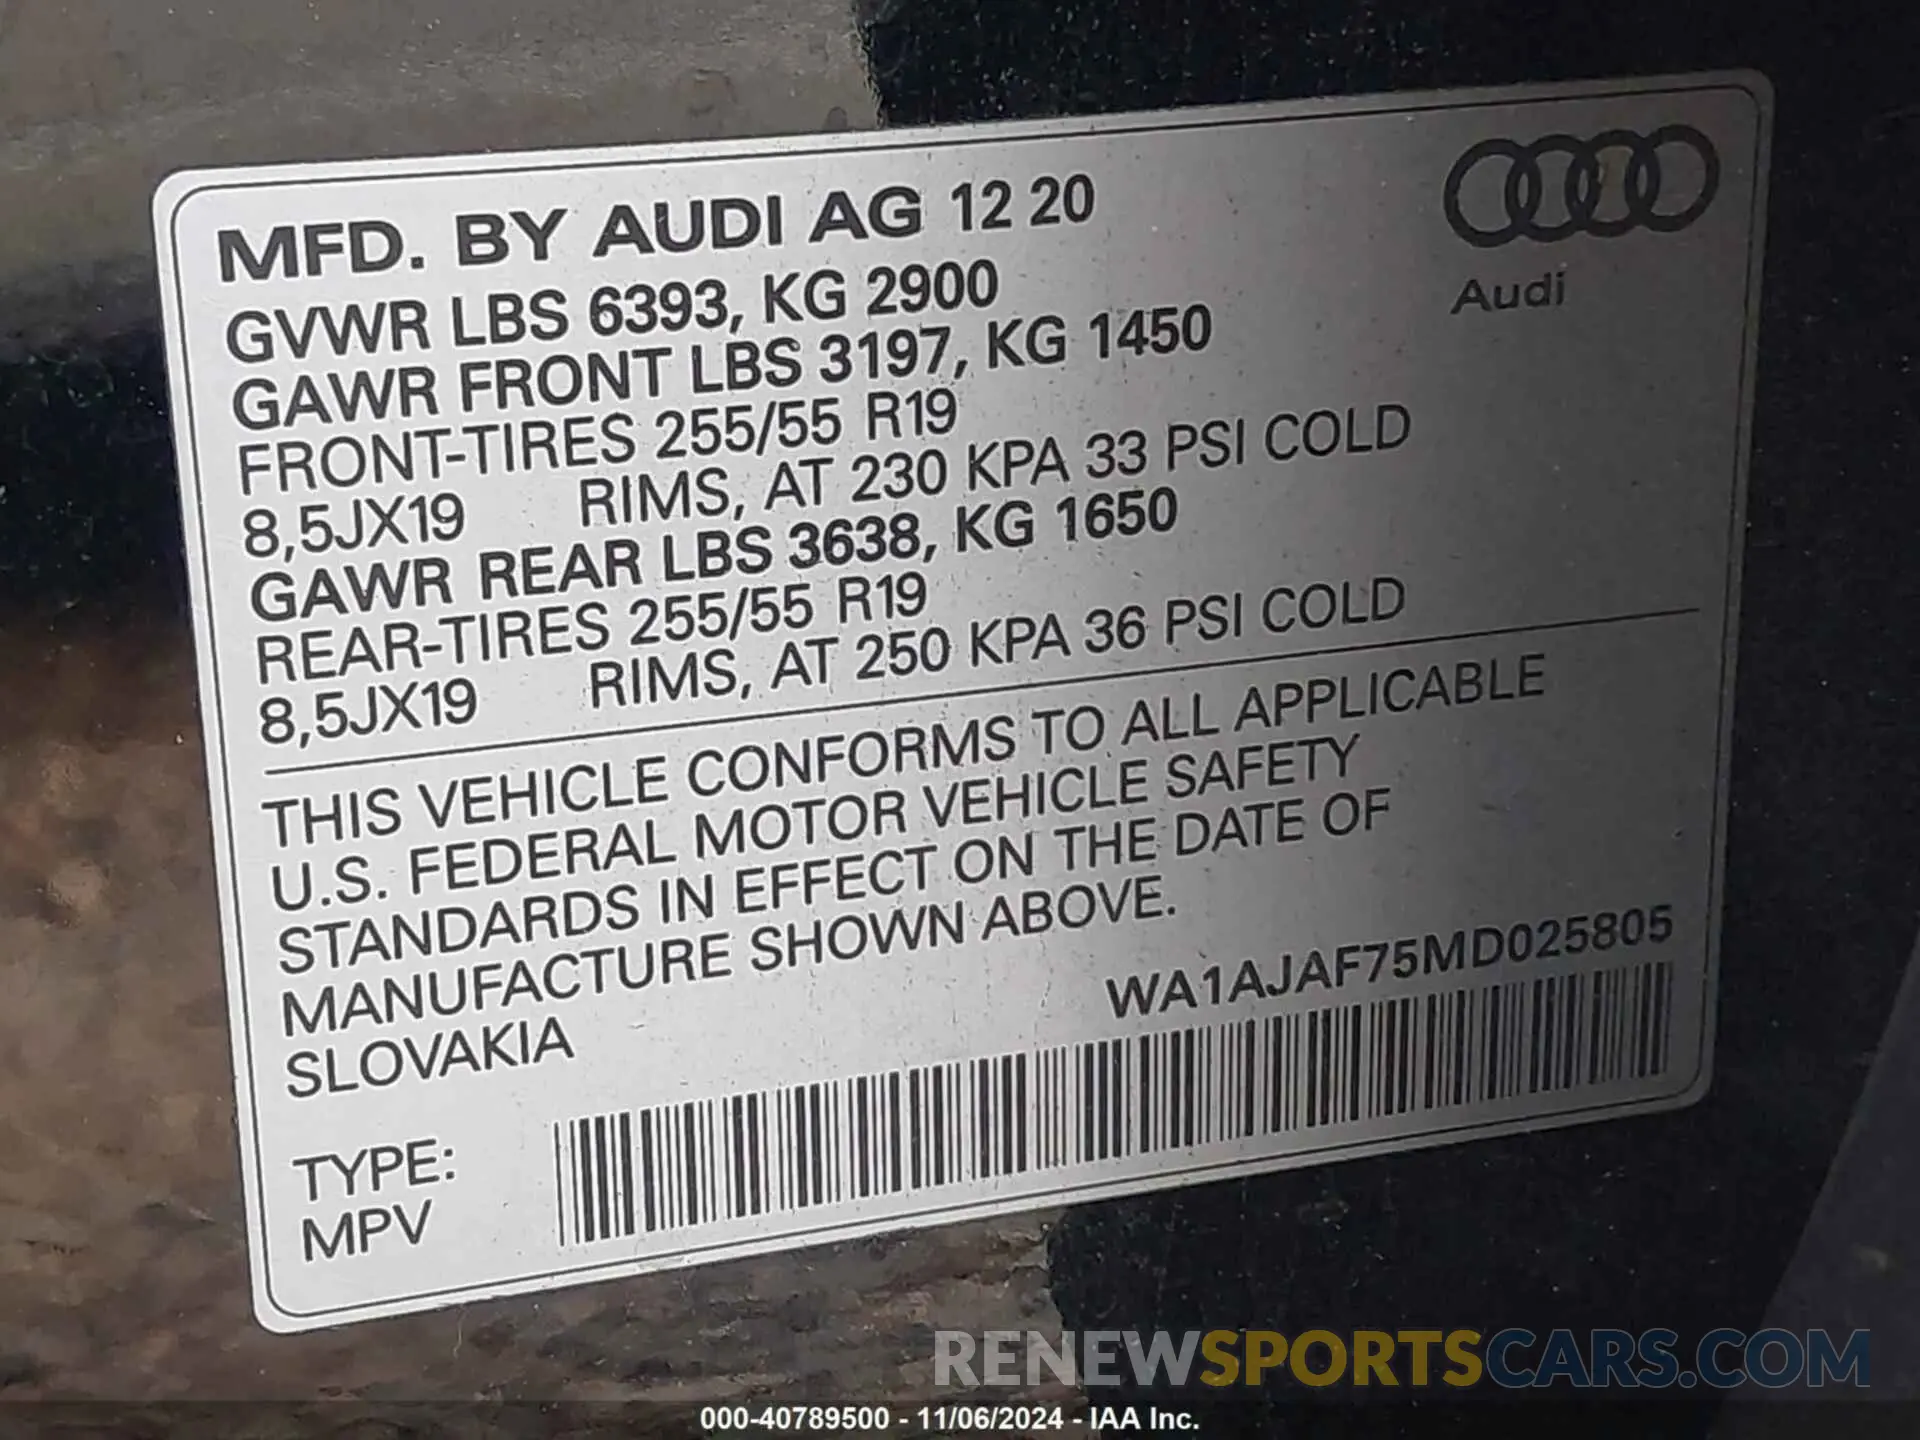 MFD. BY AUDI AG 12 20
Audi
GVWR LBS 6393, KG 2900
GAWR FRONT LBS 3197, KG 1450
FRONT-TIRES 255/55 R19
8,5JX19 RIMS, AT 230 KPA 33 PSI COLD
GAWR REAR LBS 3638, KG 1650
REAR-TIRES 255/55 R19
8,5JX19 RIMS, AT 250 KPA 36 PSI COLD
THIS VEHICLE CONFORMS TO ALL APPLICABLE
U.S. FEDERAL MOTOR VEHICLE SAFETY
STANDARDS IN EFFECT ON THE DATE OF
MANUFACTURE SHOWN ABOVE.
SLOVAKIA
WA1AJAF75MD025805
TYPE:
MPV
RENEWSPORTSCARS.COM
000-40789500 - 11/06/2024 - IAA Inc.